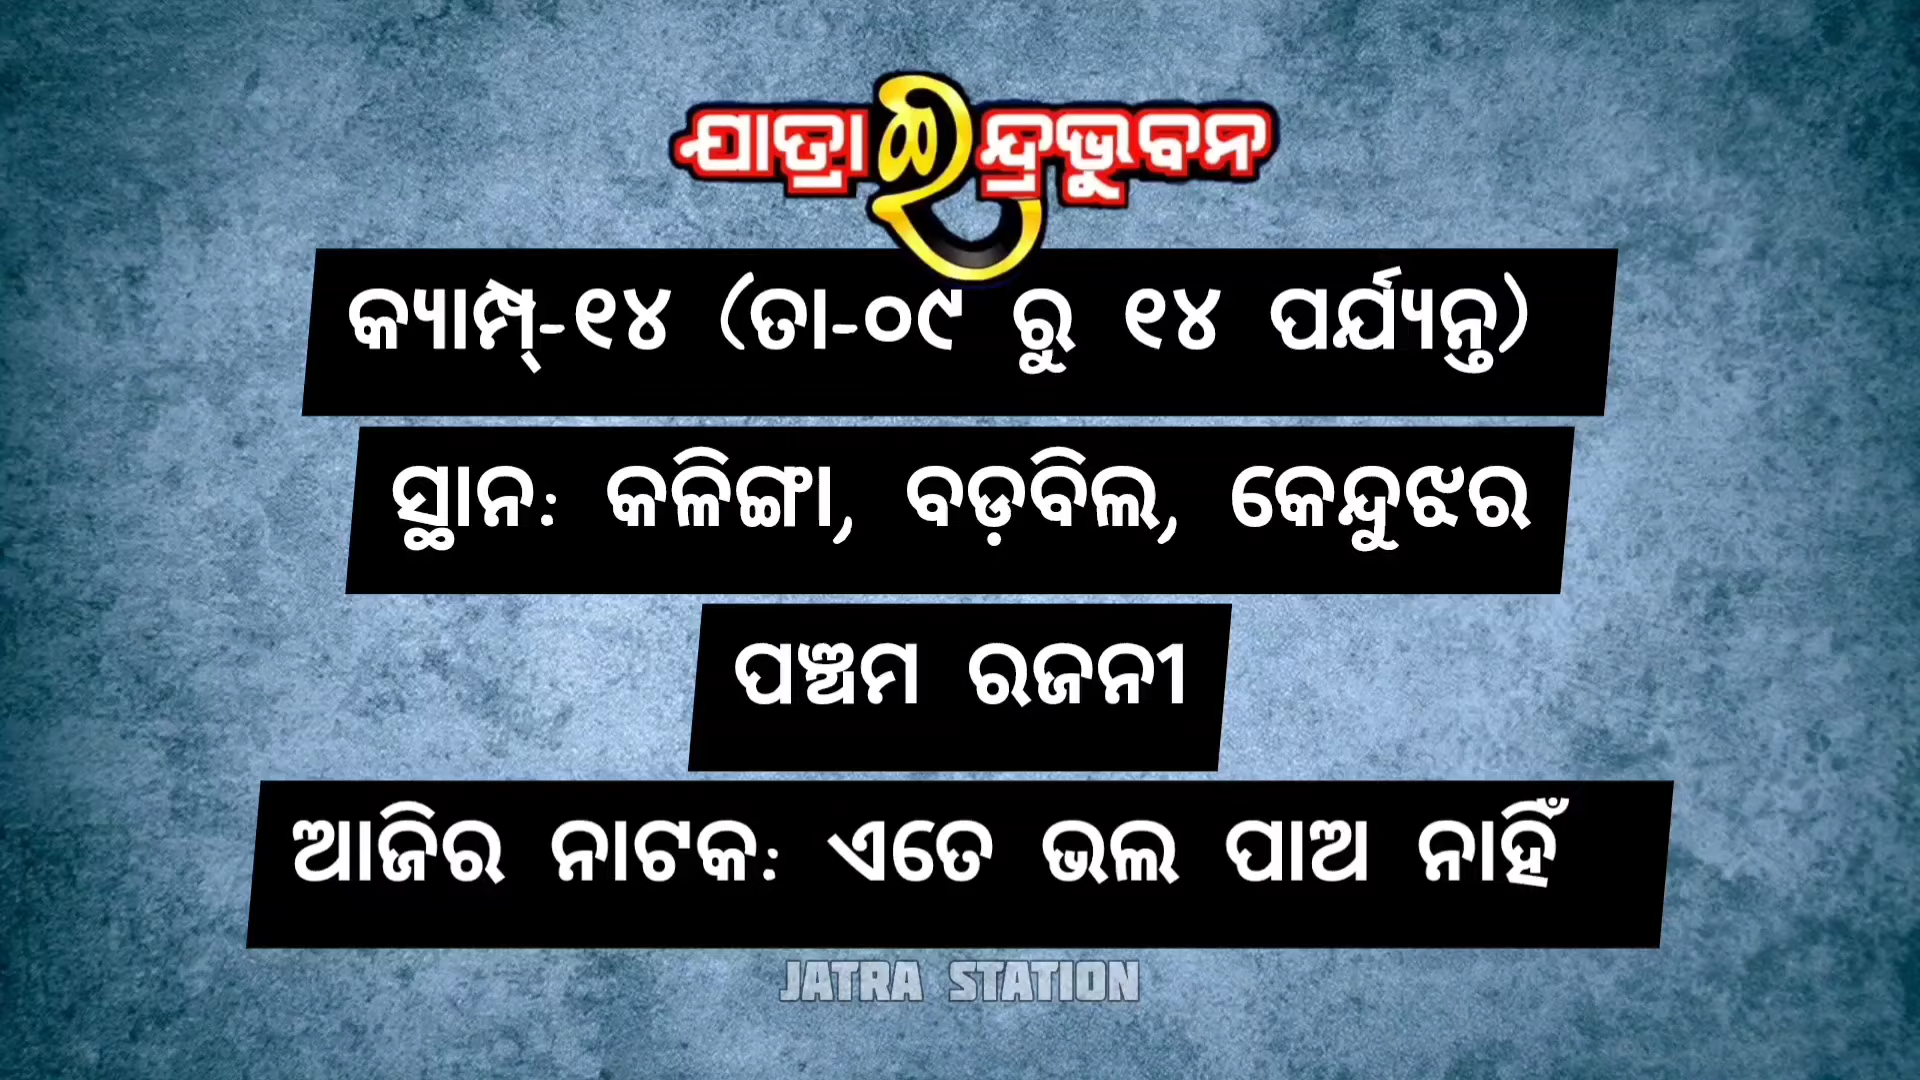 ଯାତ୍ରା ଇନ୍ଦ୍ରଭୁବନ
କ୍ୟାମ୍ପ୍-୧୪ (ତା-୦୯ ରୁ ୧୪ ପର୍ଯ୍ୟନ୍ତ)
ସ୍ଥାନ: କଳିଙ୍ଗା, ବଡ଼ବିଲ, କେନ୍ଦୁଝର
ପଞ୍ଚମ ରଜନୀ
ଆଜିର ନାଟକ: ଏତେ ଭଲ ପାଅ ନାହିଁ
JATRA STATION